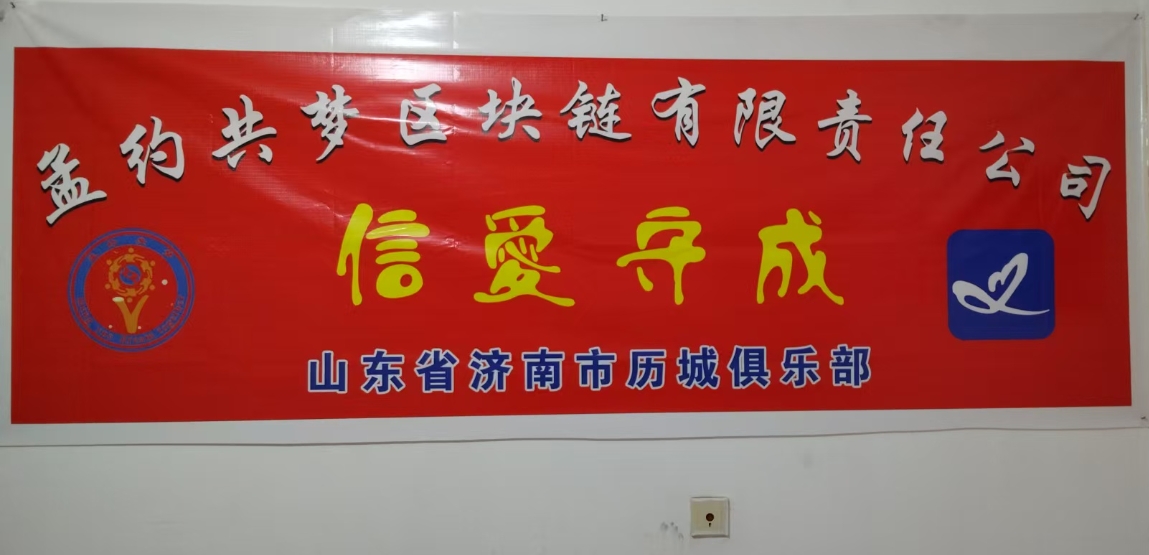 孟约共梦区块链有限责任公司
信愛守成
山东省济南市历城俱乐部